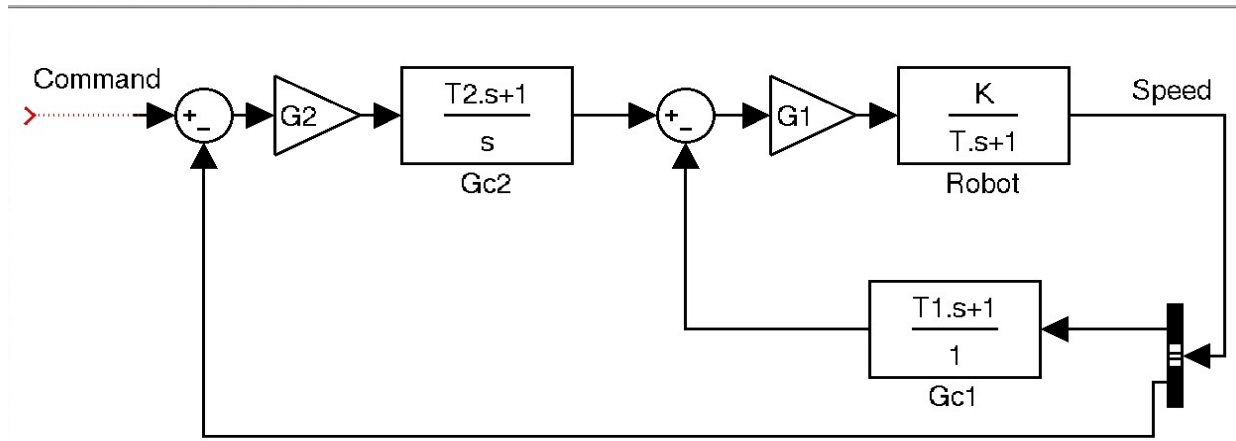 Command
+
−
G2
T2.s+1
s
Gc2
+
−
G1
K
T.s+1
Robot
Speed
T1.s+1
1
Gc1